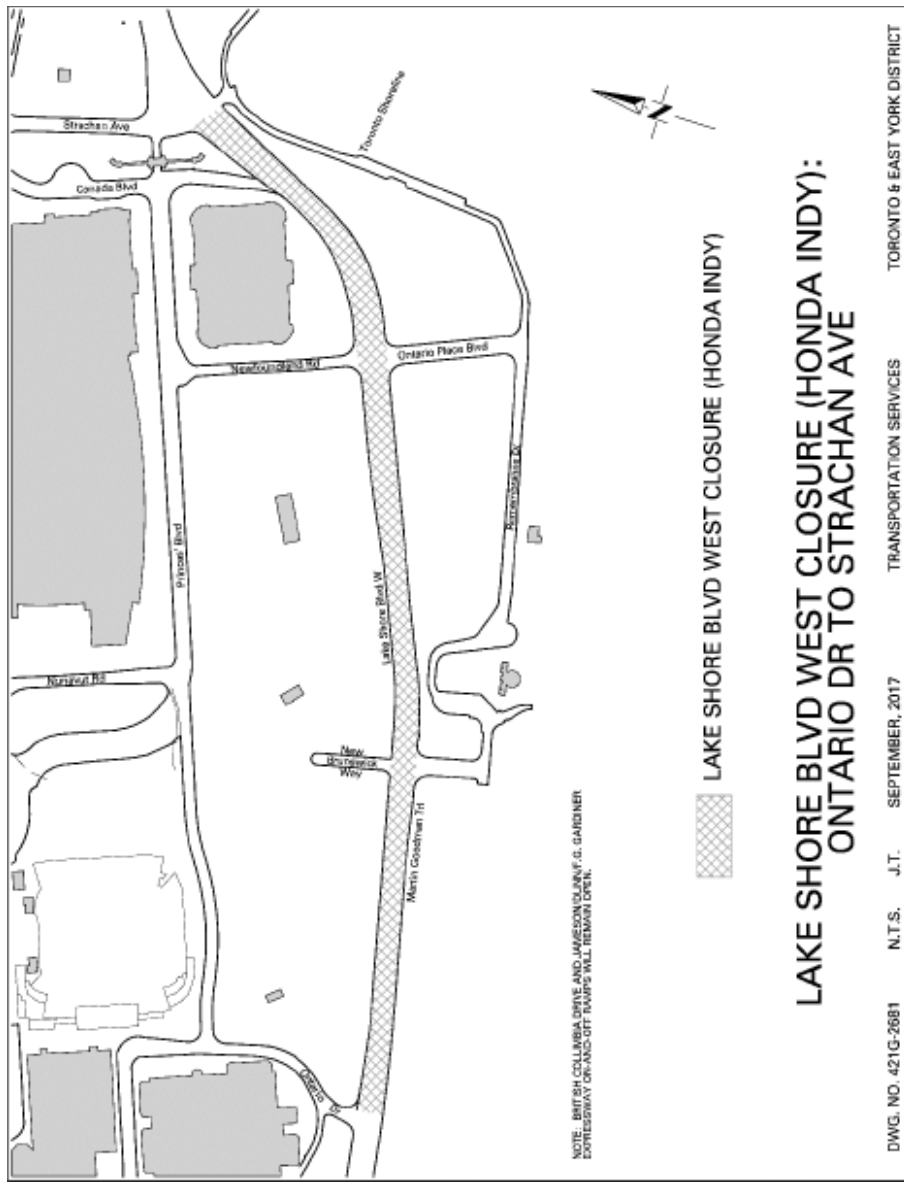 Strachan Ave
Canada Blvd
Toronto Shoreline
Newfoundland Rd
Ontario Place Blvd
Princes' Blvd
Remembrance Dr
Lake Shore Blvd W
Nunavut Rd
New
Brunswick
Way
Martin Goodman Trl
Ontario Dr
N
NOTE: BRITISH COLUMBIA DRIVE AND JAMESON/DUNN/F.G. GARDINER
EXPRESSWAY ON-AND-OFF RAMPS WILL REMAIN OPEN.
LAKE SHORE BLVD WEST CLOSURE (HONDA INDY)
LAKE SHORE BLVD WEST CLOSURE (HONDA INDY):
ONTARIO DR TO STRACHAN AVE
DWG. NO. 421G-2681 N.T.S. J.T. SEPTEMBER, 2017 TRANSPORTATION SERVICES TORONTO & EAST YORK DISTRICT